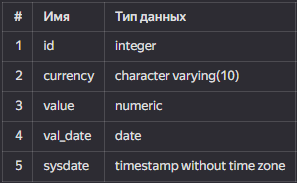 # Имя Тип данных
1 id integer
2 currency character varying(10)
3 value numeric
4 val_date date
5 sysdate timestamp without time zone